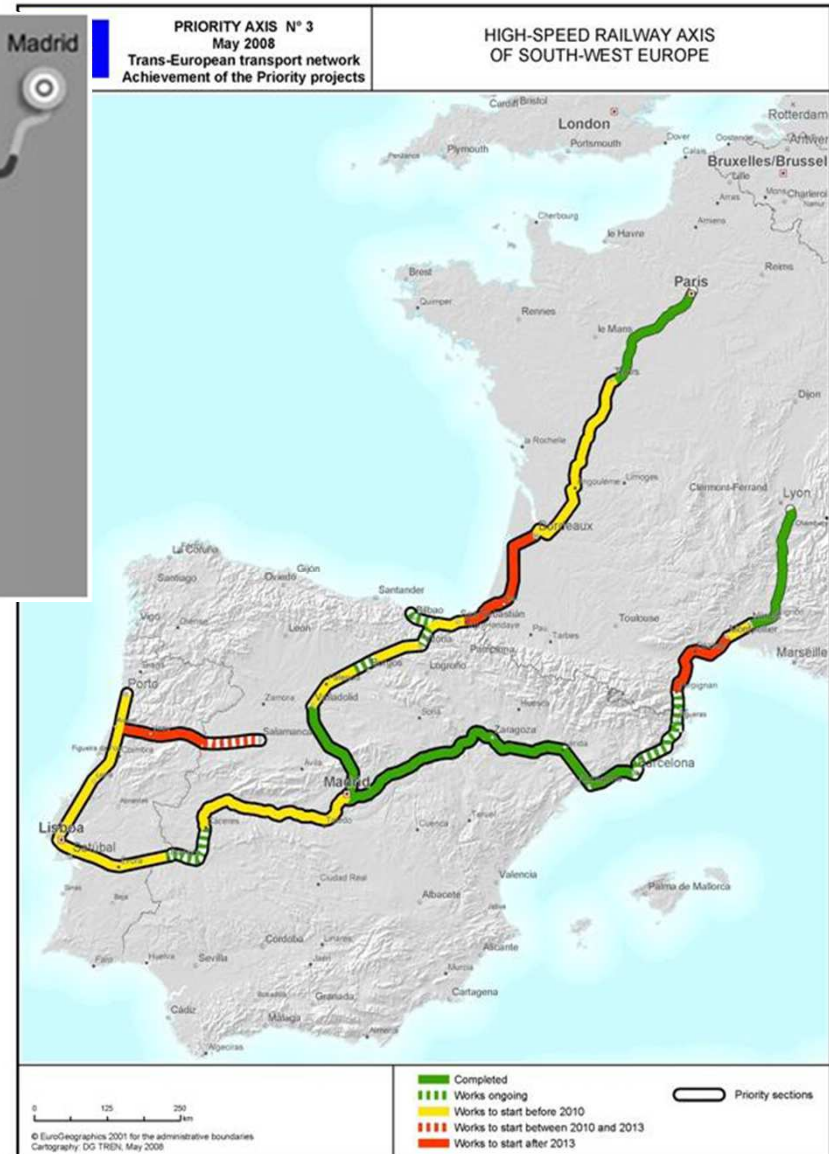 Madrid
PRIORITY AXIS N° 3
May 2008
Trans-European transport network
Achievement of the Priority projects
HIGH-SPEED RAILWAY AXIS
OF SOUTH-WEST EUROPE
Cardiff Bristol
London
Rotterdam
Plymouth
Portsmouth
Dover
Oostende
Antwer
Penzance
Calais
Bruxelles/Brussel
Lille
Mons
Charleroi
Arras
Namur
Cherbourg
Amiens
le Havre
Brest
Reims
Paris
Quimper
Rennes
le Mans
Tours
Dijon
la Rochelle
Angoulême
Limoges
Clermont-Ferrand
Lyon
Bordeaux
La Coruña
Gijón
Oviedo
Santander
Santiago
Bilbao
Toulouse
Montpellier
Vigo
León
Pau
Tarbes
Marseille
Pamplona
Burgos
Logroño
Perpignan
Porto
Valladolid
Zamora
Soria
Huesca
Figueras
Zaragoza
Salamanca
Lérida
Coimbra
Barcelona
Ávila
Madrid
Abrantes
Toledo
Lisboa
Cáceres
Cuenca
Teruel
Setúbal
Évora
Valencia
Ciudad Real
Palma de Mallorca
Sines
Beja
Albacete
Córdoba
Linares
Alicante
Faro
Huelva
Sevilla
Jaén
Murcia
Cartagena
Granada
Cádiz
Málaga
Almería
Algeciras
Completed
Works ongoing
Works to start before 2010
Works to start between 2010 and 2013
Works to start after 2013
Priority sections
0 125 250
km
© EuroGeographics 2001 for the administrative boundaries
Cartography: DG TREN, May 2008